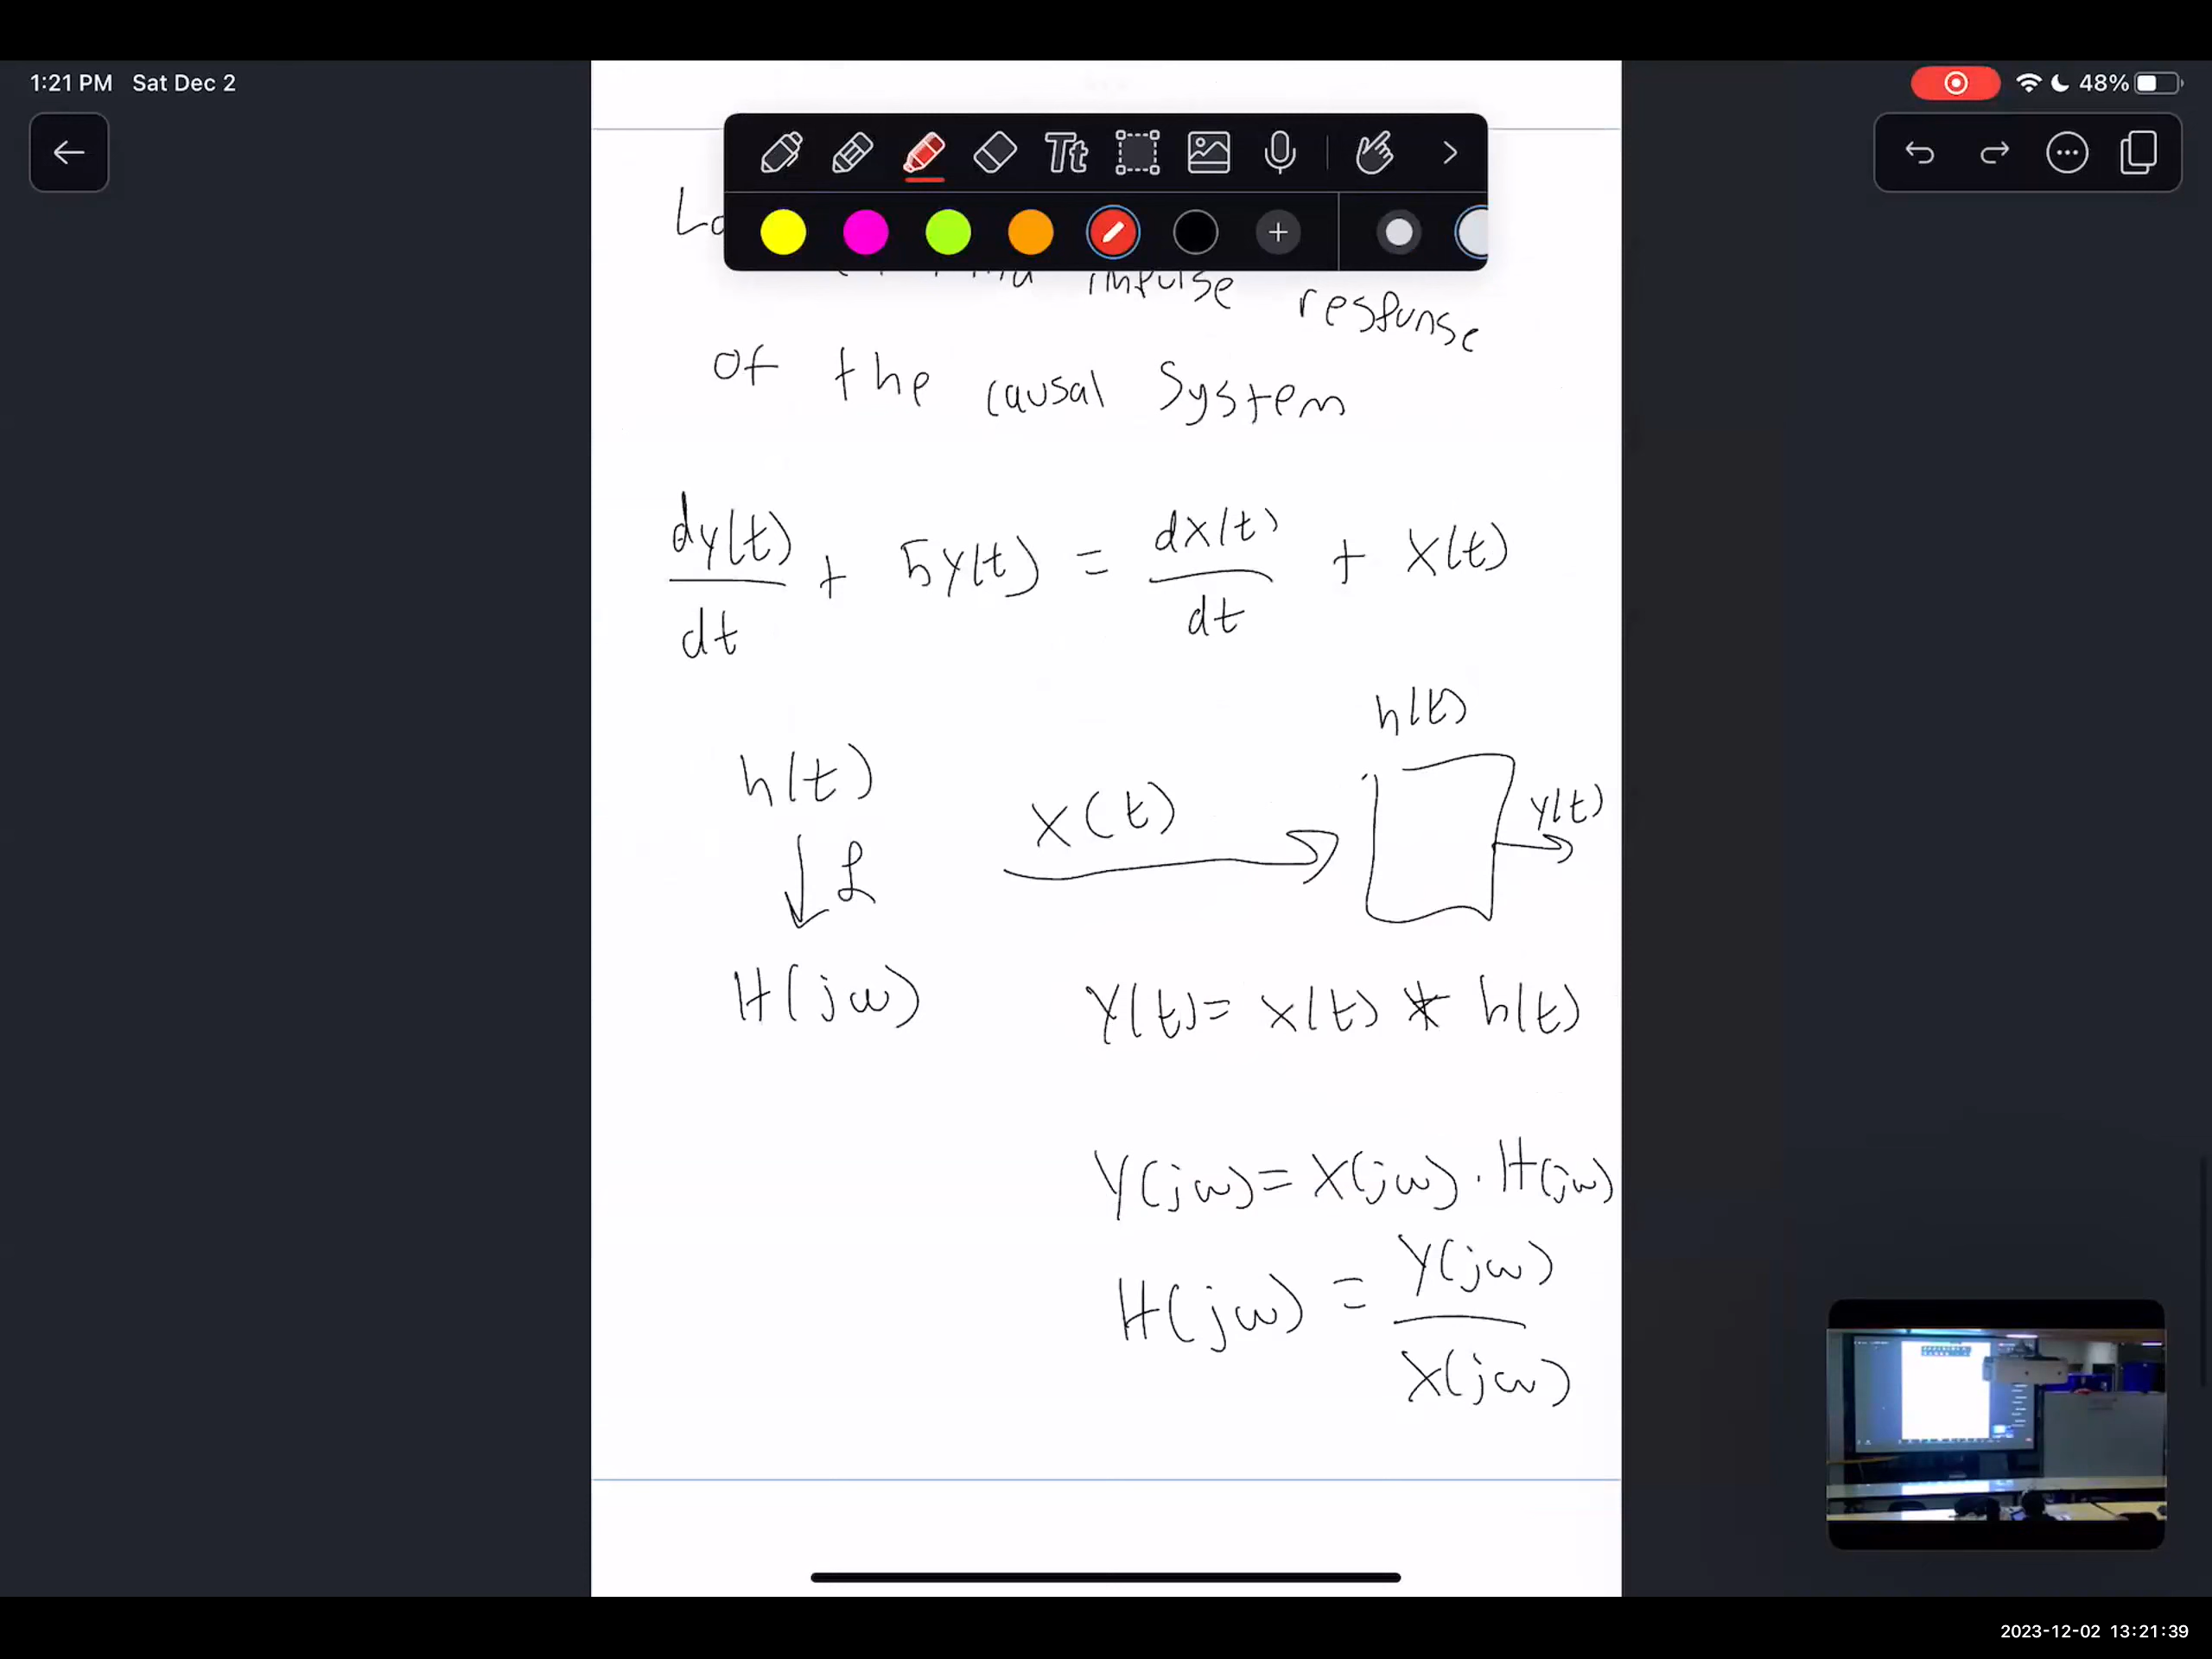 1:21 PM Sat Dec 2
48%
Tt
impulse response
of the causal system
dy(t)/dt + 5y(t) = dx(t)/dt + x(t)
h(t)
h(t)
x(t)
y(t)
ℒ
H(jω)
y(t)= x(t) * h(t)
Y(jω)= X(jω) · H(jω)
H(jω) = Y(jω)/X(jω)
2023-12-02 13:21:39